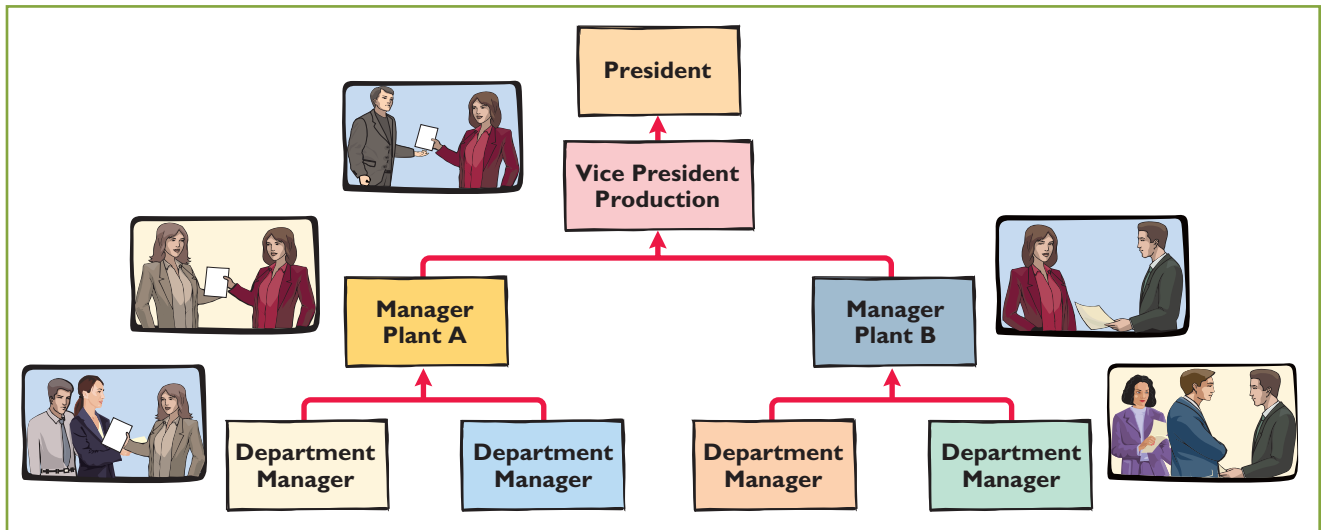 President
Vice President
Production
Manager
Plant A
Manager
Plant B
Department
Manager
Department
Manager
Department
Manager
Department
Manager